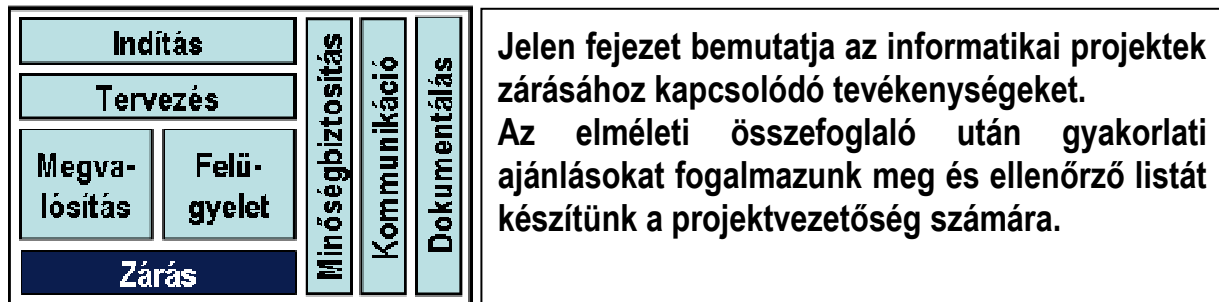 Indítás
Tervezés
Megva-
lósítás
Felü-
gyelet
Zárás
Minőségbiztosítás
Kommunikáció
Dokumentálás
Jelen fejezet bemutatja az informatikai projektek
zárásához kapcsolódó tevékenységeket.
Az elméleti összefoglaló után gyakorlati
ajánlásokat fogalmazunk meg és ellenőrző listát
készítünk a projektvezetőség számára.